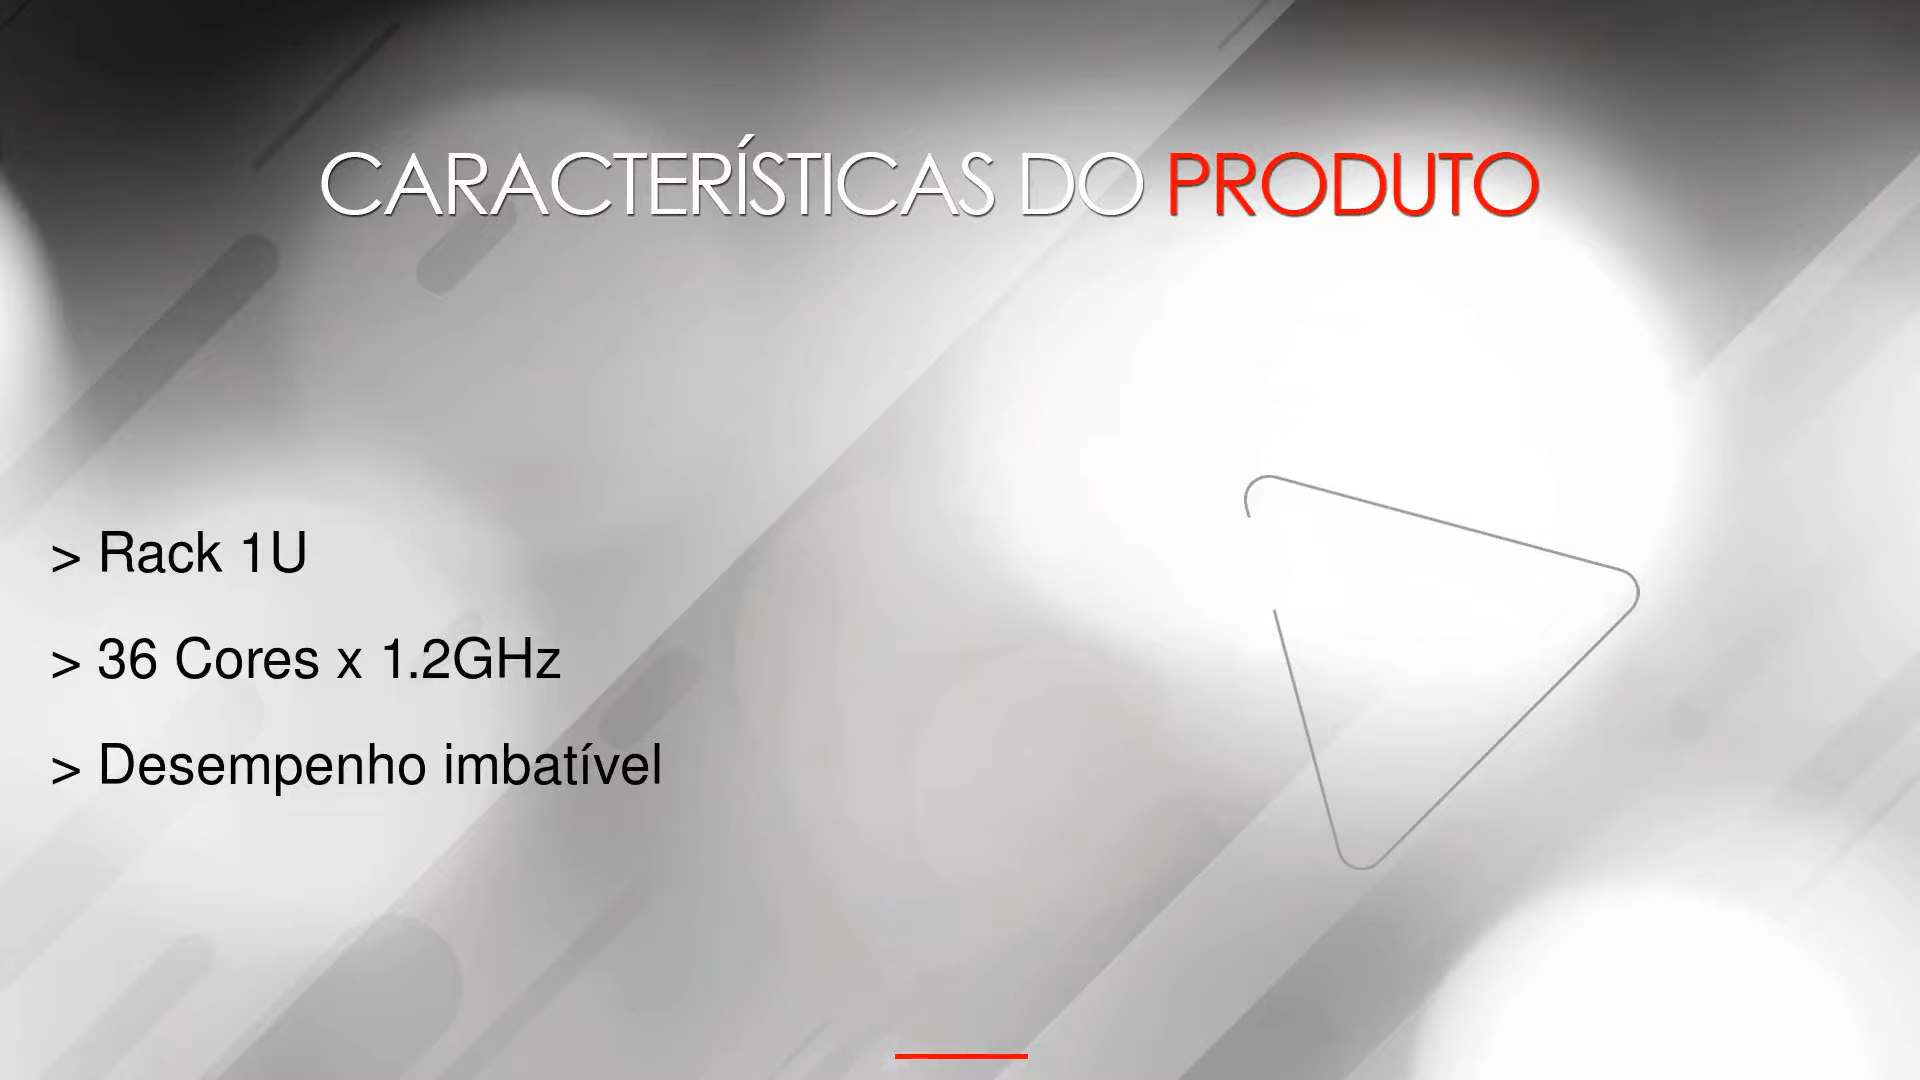 CARACTERÍSTICAS DO PRODUTO
> Rack 1U
> 36 Cores x 1.2GHz
> Desempenho imbatível